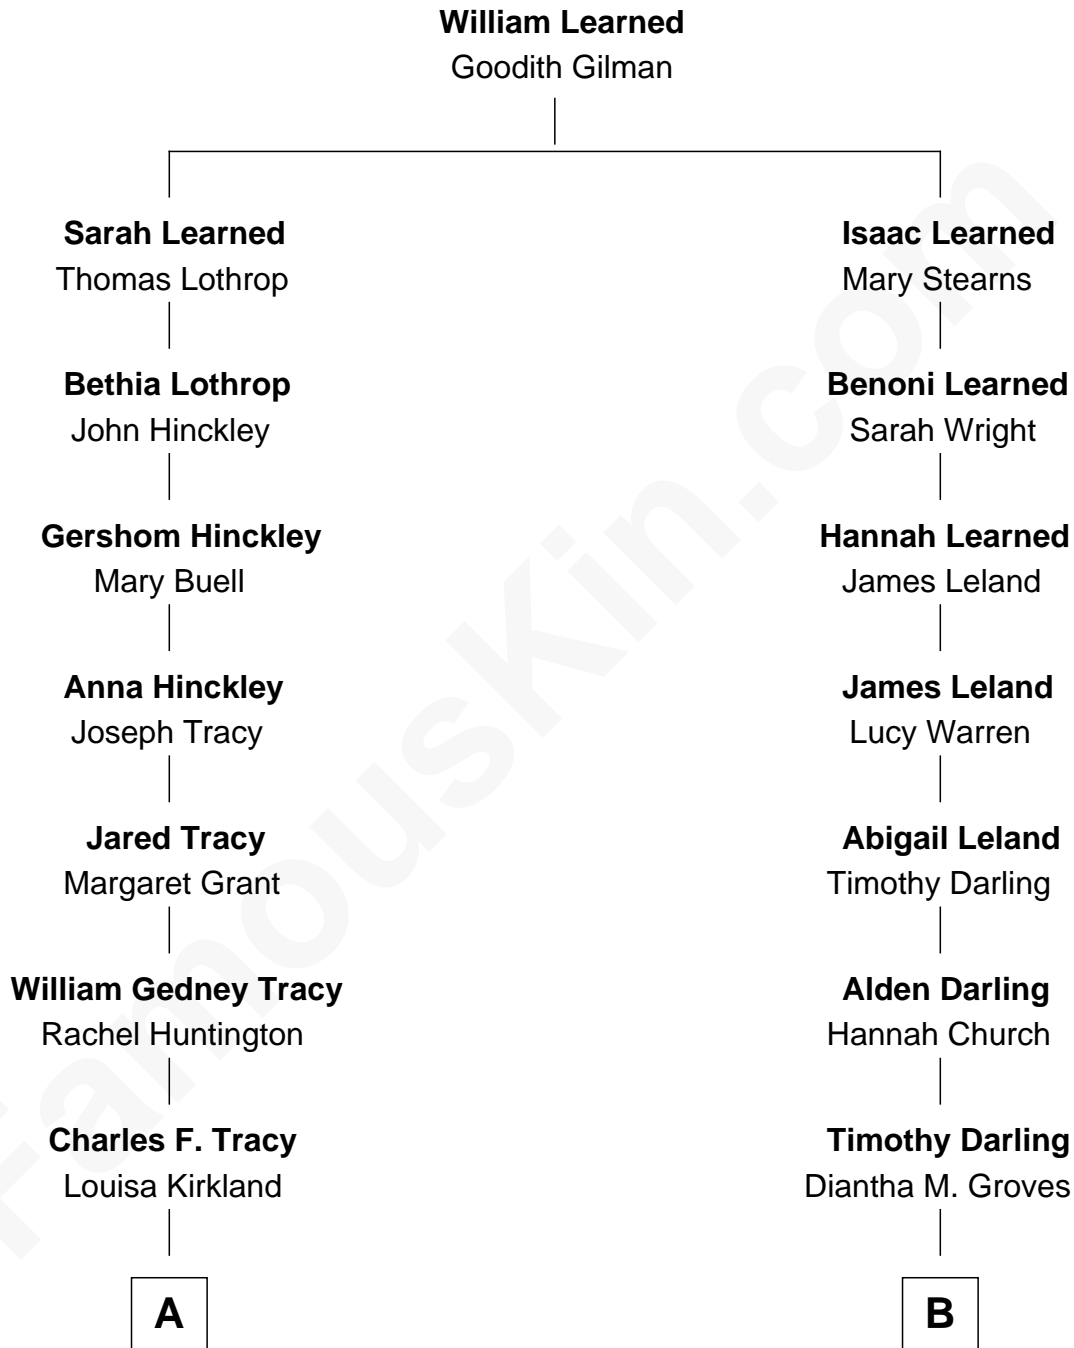 William Learned
Goodith Gilman
Sarah Learned
Thomas Lothrop
Isaac Learned
Mary Stearns
Bethia Lothrop
John Hinckley
Benoni Learned
Sarah Wright
Gershom Hinckley
Mary Buell
Hannah Learned
James Leland
Anna Hinckley
Joseph Tracy
James Leland
Lucy Warren
Jared Tracy
Margaret Grant
Abigail Leland
Timothy Darling
William Gedney Tracy
Rachel Huntington
Alden Darling
Hannah Church
Charles F. Tracy
Louisa Kirkland
Timothy Darling
Diantha M. Groves
A
B
FamousKin.com